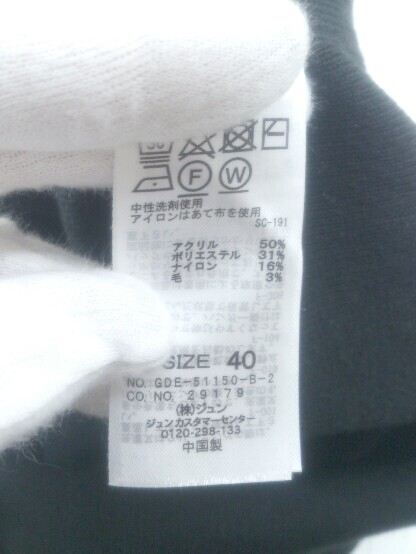 F W
中性洗剤使用
アイロンはあて布を使用
SC-191
アクリル 50%
ポリエステル 31%
ナイロン 16%
毛 3%
SIZE 40
NO. GDE-51150-B-2
CO. NO. 29179
(株)ジュン
ジュンカスタマーセンター
0120-298-133
中国製